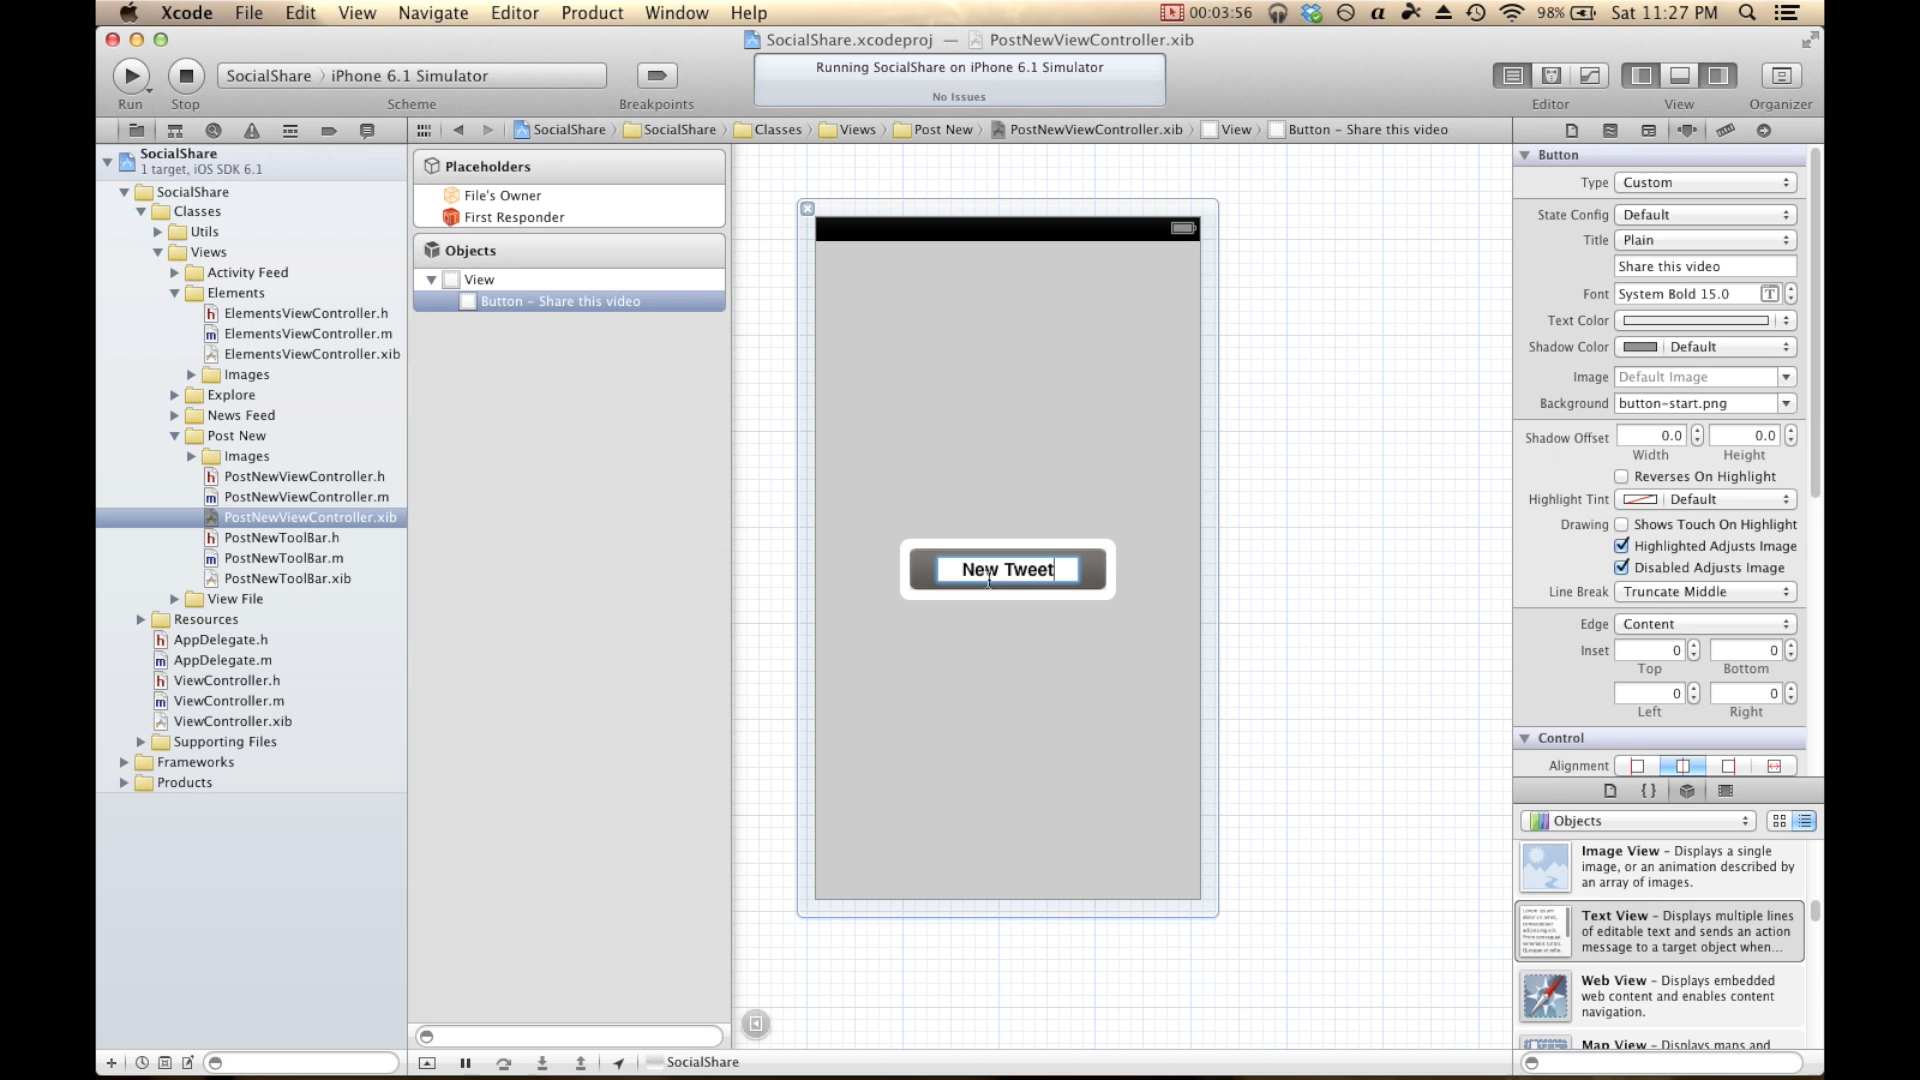 Xcode File Edit View Navigate Editor Product Window Help 00:03:56 98% Sat 11:27 PM
SocialShare.xcodeproj — PostNewViewController.xib
SocialShare iPhone 6.1 Simulator
Running SocialShare on iPhone 6.1 Simulator
No Issues
Run Stop Scheme Breakpoints Editor View Organizer
SocialShare SocialShare Classes Views Post New PostNewViewController.xib View Button – Share this video
SocialShare
1 target, iOS SDK 6.1
SocialShare
Classes
Utils
Views
Activity Feed
Elements
ElementsViewController.h
ElementsViewController.m
ElementsViewController.xib
Images
Explore
News Feed
Post New
Images
PostNewViewController.h
PostNewViewController.m
PostNewViewController.xib
PostNewToolBar.h
PostNewToolBar.m
PostNewToolBar.xib
View File
Resources
AppDelegate.h
AppDelegate.m
ViewController.h
ViewController.m
ViewController.xib
Supporting Files
Frameworks
Products
Placeholders
File's Owner
First Responder
Objects
View
Button – Share this video
New Tweet
Button
Type Custom
State Config Default
Title Plain
Share this video
Font System Bold 15.0
Text Color
Shadow Color Default
Image Default Image
Background button-start.png
Shadow Offset 0.0 0.0
Width Height
Reverses On Highlight
Highlight Tint Default
Drawing Shows Touch On Highlight
Highlighted Adjusts Image
Disabled Adjusts Image
Line Break Truncate Middle
Edge Content
Inset 0 0
Top Bottom
0 0
Left Right
Control
Alignment
Objects
Image View – Displays a single
image, or an animation described by
an array of images.
Text View – Displays multiple lines
of editable text and sends an action
message to a target object when...
Web View – Displays embedded
web content and enables content
navigation.
Map View – Displays maps and
SocialShare